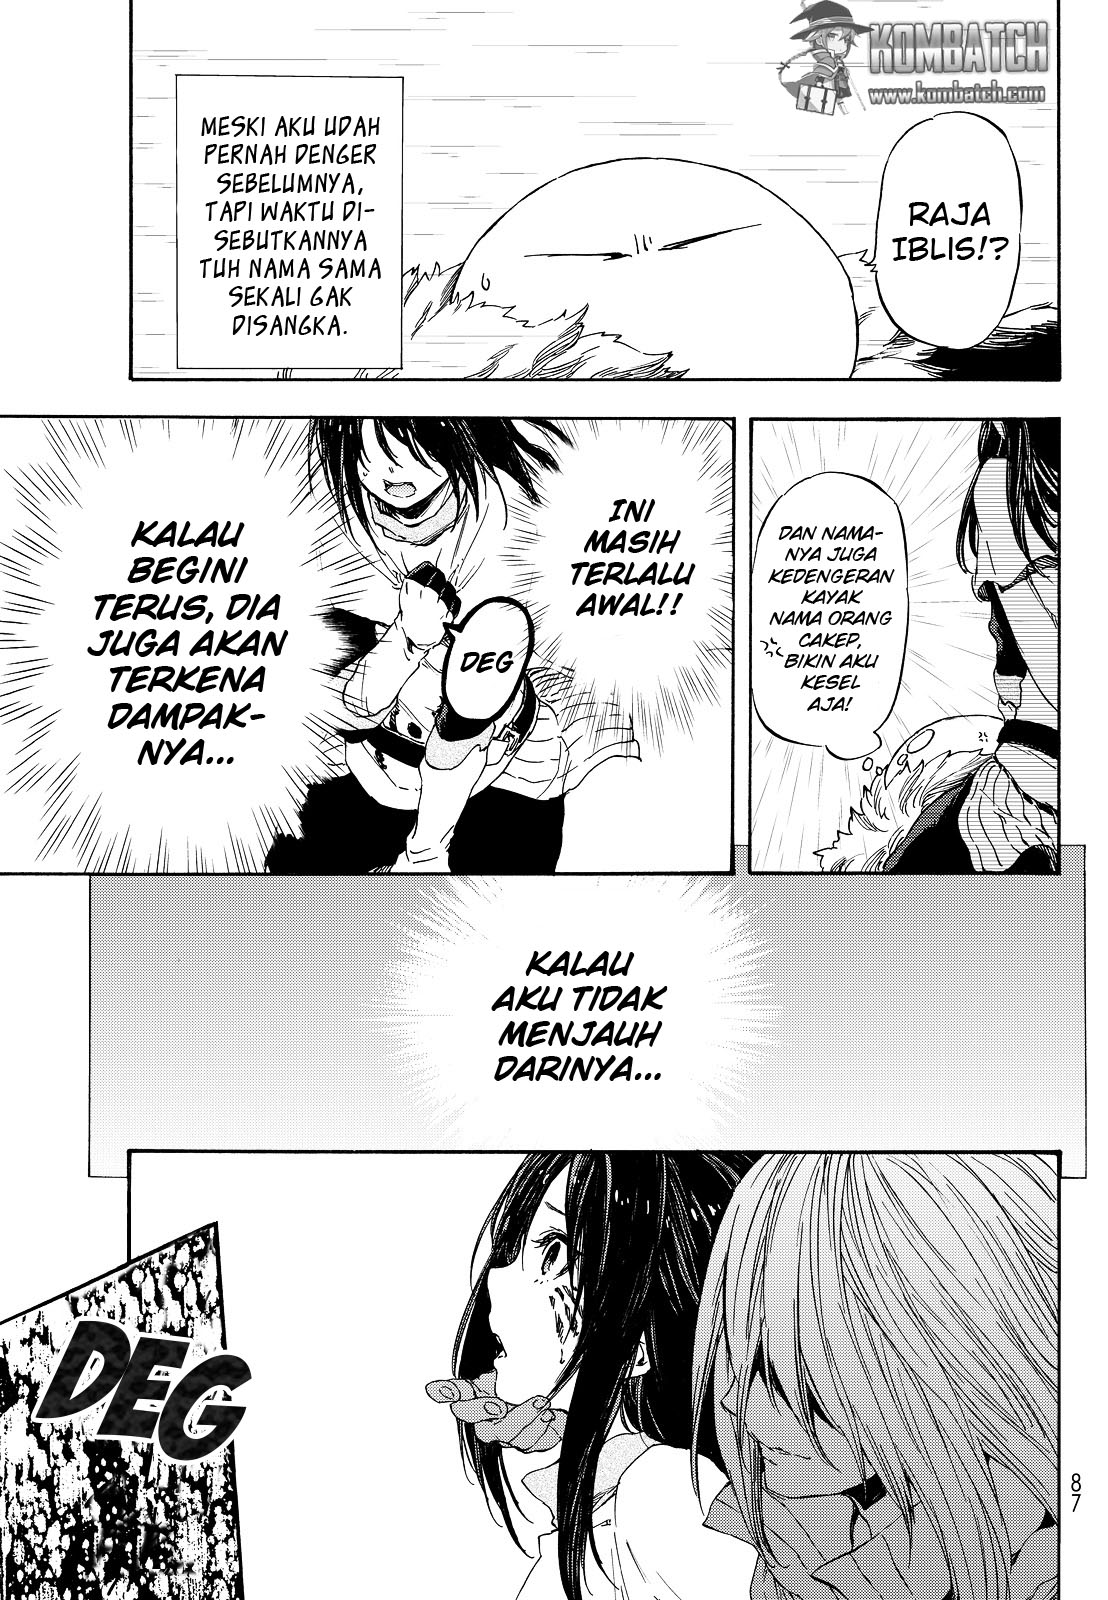 KOMBATCH
www.kombatch.com
RAJA
IBLIS!?
MESKI AKU UDAH
PERNAH DENGER
SEBELUMNYA,
TAPI WAKTU DI-
SEBUTKANNYA
TUH NAMA SAMA
SEKALI GAK
DISANGKA.
DAN NAMA-
NYA JUGA
KEDENGERAN
KAYAK
NAMA ORANG
CAKEP,
BIKIN AKU
KESEL
AJA!
INI
MASIH
TERLALU
AWAL!!
DEG
KALAU
BEGINI
TERUS, DIA
JUGA AKAN
TERKENA
DAMPAK-
NYA...
KALAU
AKU TIDAK
MENJAUH
DARINYA...
DEG
87